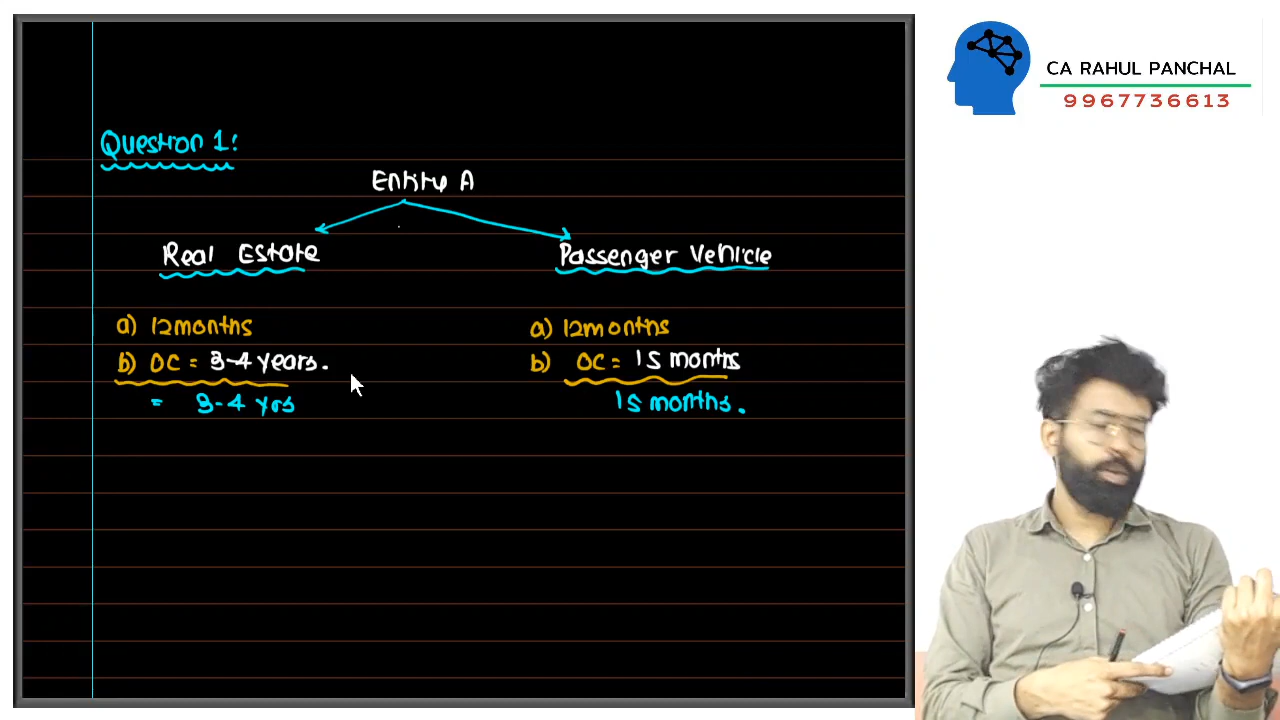 CA RAHUL PANCHAL
9967736613
Question 1:
Entity A
Real Estate
Passenger Vehicle
a) 12months
b) OC = 3-4 years.
= 3-4 yrs
a) 12months
b) OC = 15 months
15 months.